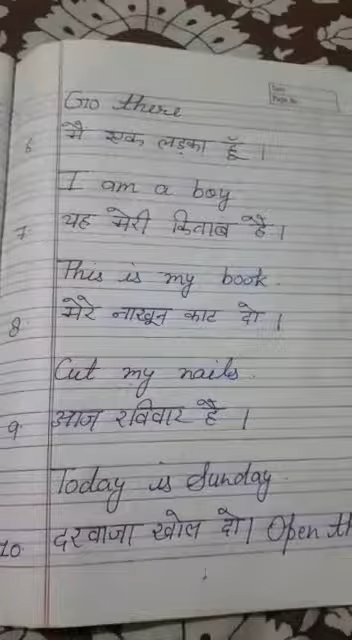 Go there
6 मै एक लड़का हूँ ।
I am a boy
7 यह मेरी किताब है ।
This is my book.
8 मेरे नाखून काट दो ।
Cut my nails.
9 आज रविवार है ।
Today is Sunday.
10. दरवाजा खोल दो । Open